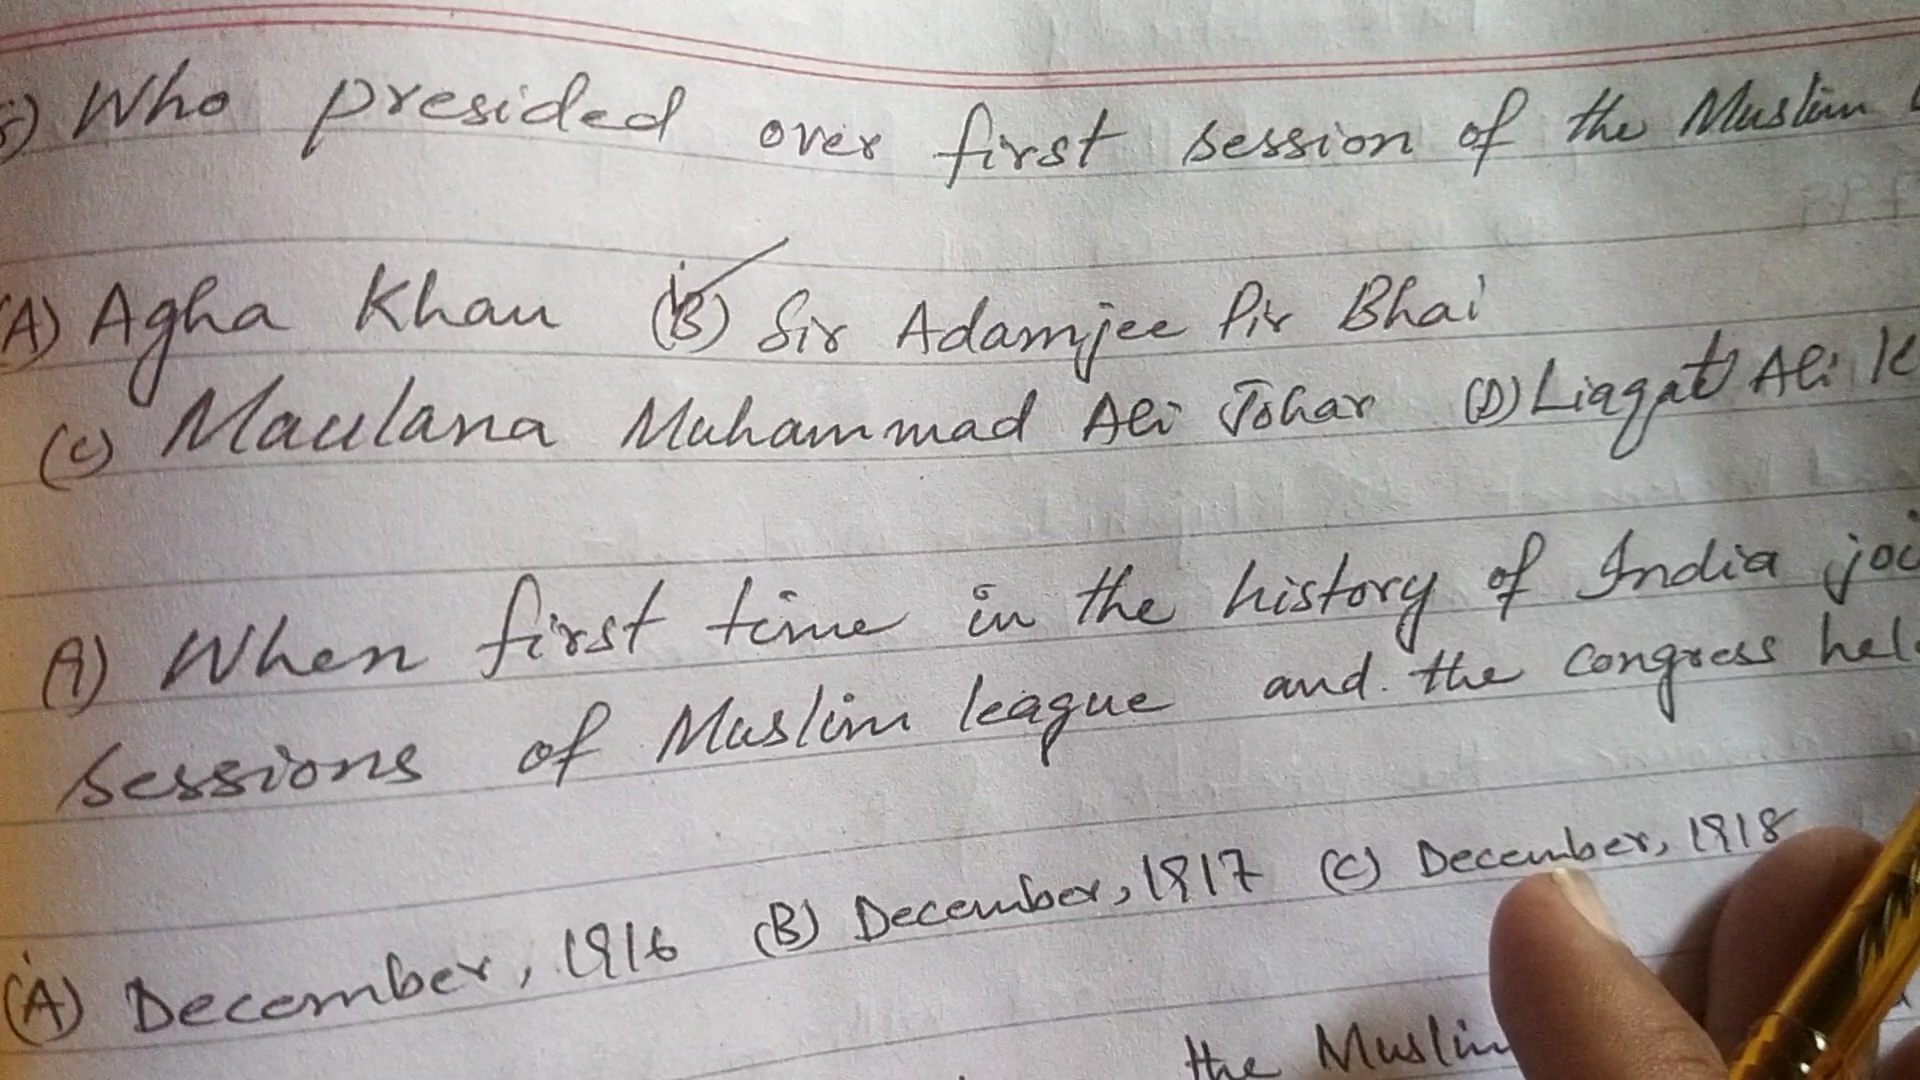 Who presided over first session of the Muslim
(A) Agha Khan (B) Sir Adamjee Pir Bhai
(C) Maulana Muhammad Ali Johar (D) Liaqat Ali
When first time in the history of India joi
sessions of Muslim league and the congress hel
(A) December, 1916 (B) December, 1917 (C) December, 1918
the Muslim